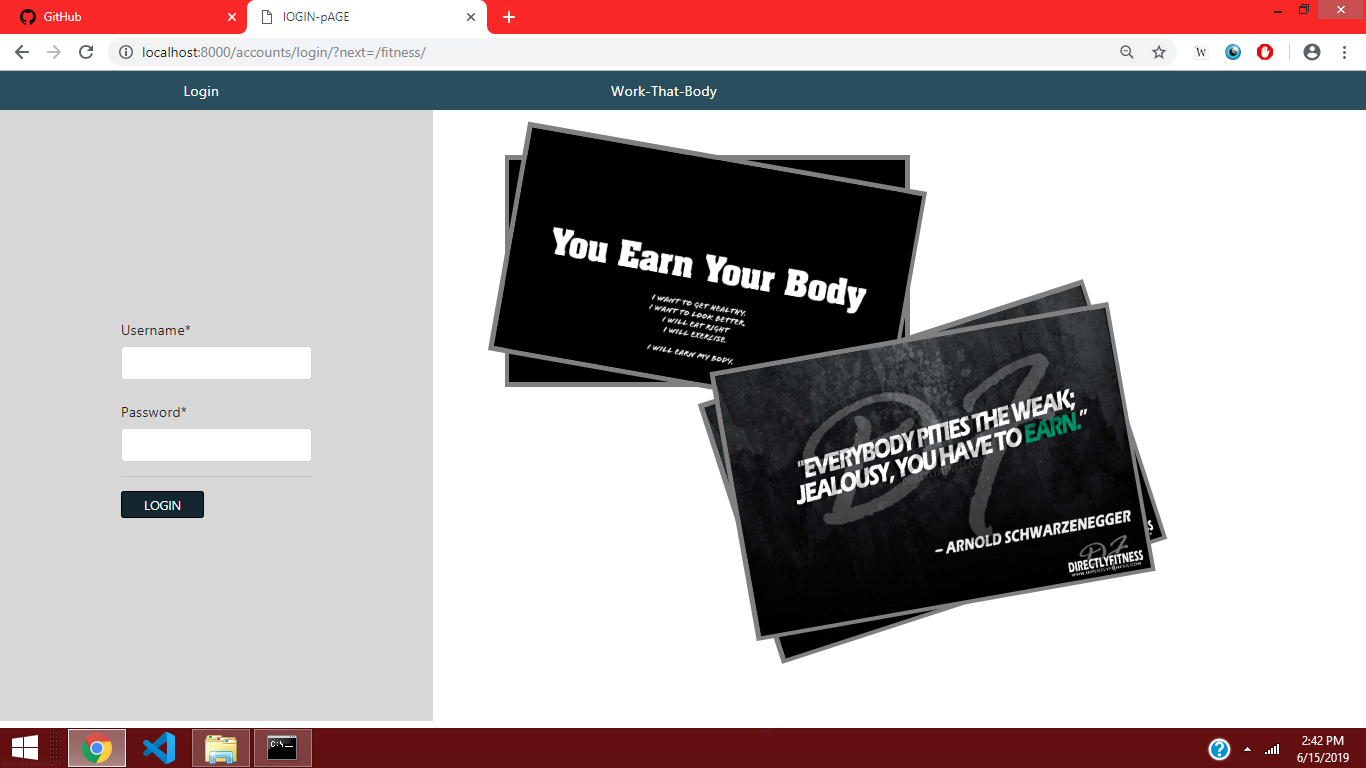 GitHub
lOGIN-pAGE
localhost:8000/accounts/login/?next=/fitness/
W
Login
Work-That-Body
You Earn Your Body
I WANT TO GET HEALTHY.
I WANT TO LOOK BETTER.
I WILL EAT RIGHT
I WILL EXERCISE.
I WILL EARN MY BODY.
Username*
Password*
LOGIN
DF
"EVERYBODY PITIES THE WEAK;
JEALOUSY, YOU HAVE TO EARN."
– ARNOLD SCHWARZENEGGER
DF
DIRECTLYFITNESS
WWW.DIRECTLYFITNESS.COM
C:\_
2:42 PM
6/15/2019